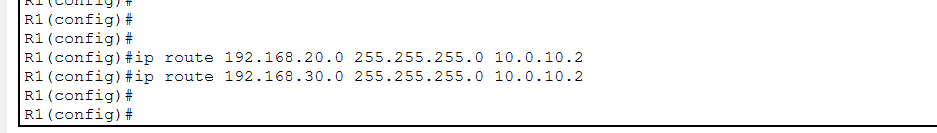 R1(config)#
R1(config)#
R1(config)#
R1(config)#ip route 192.168.20.0 255.255.255.0 10.0.10.2
R1(config)#ip route 192.168.30.0 255.255.255.0 10.0.10.2
R1(config)#
R1(config)#